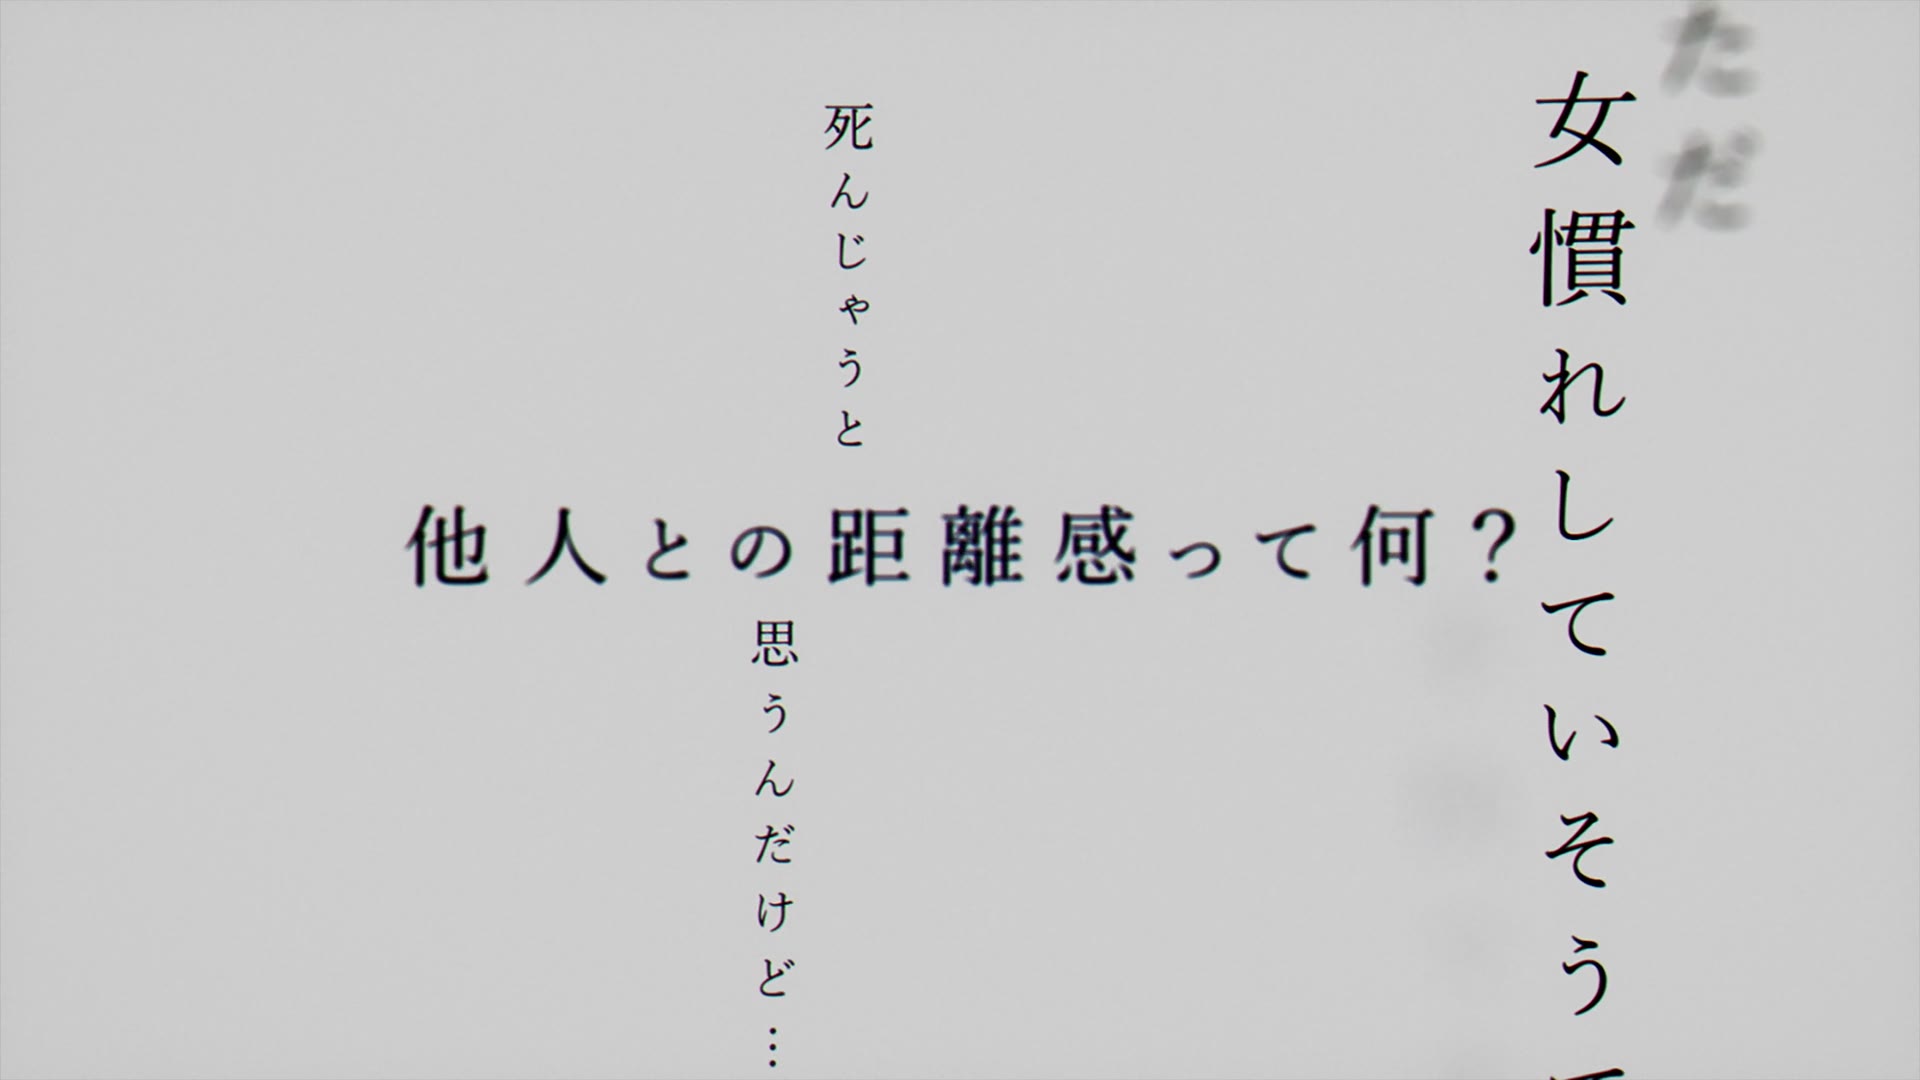 ただ
女慣れしていそうで
死んじゃうと
思うんだけど…
他人との距離感って何？